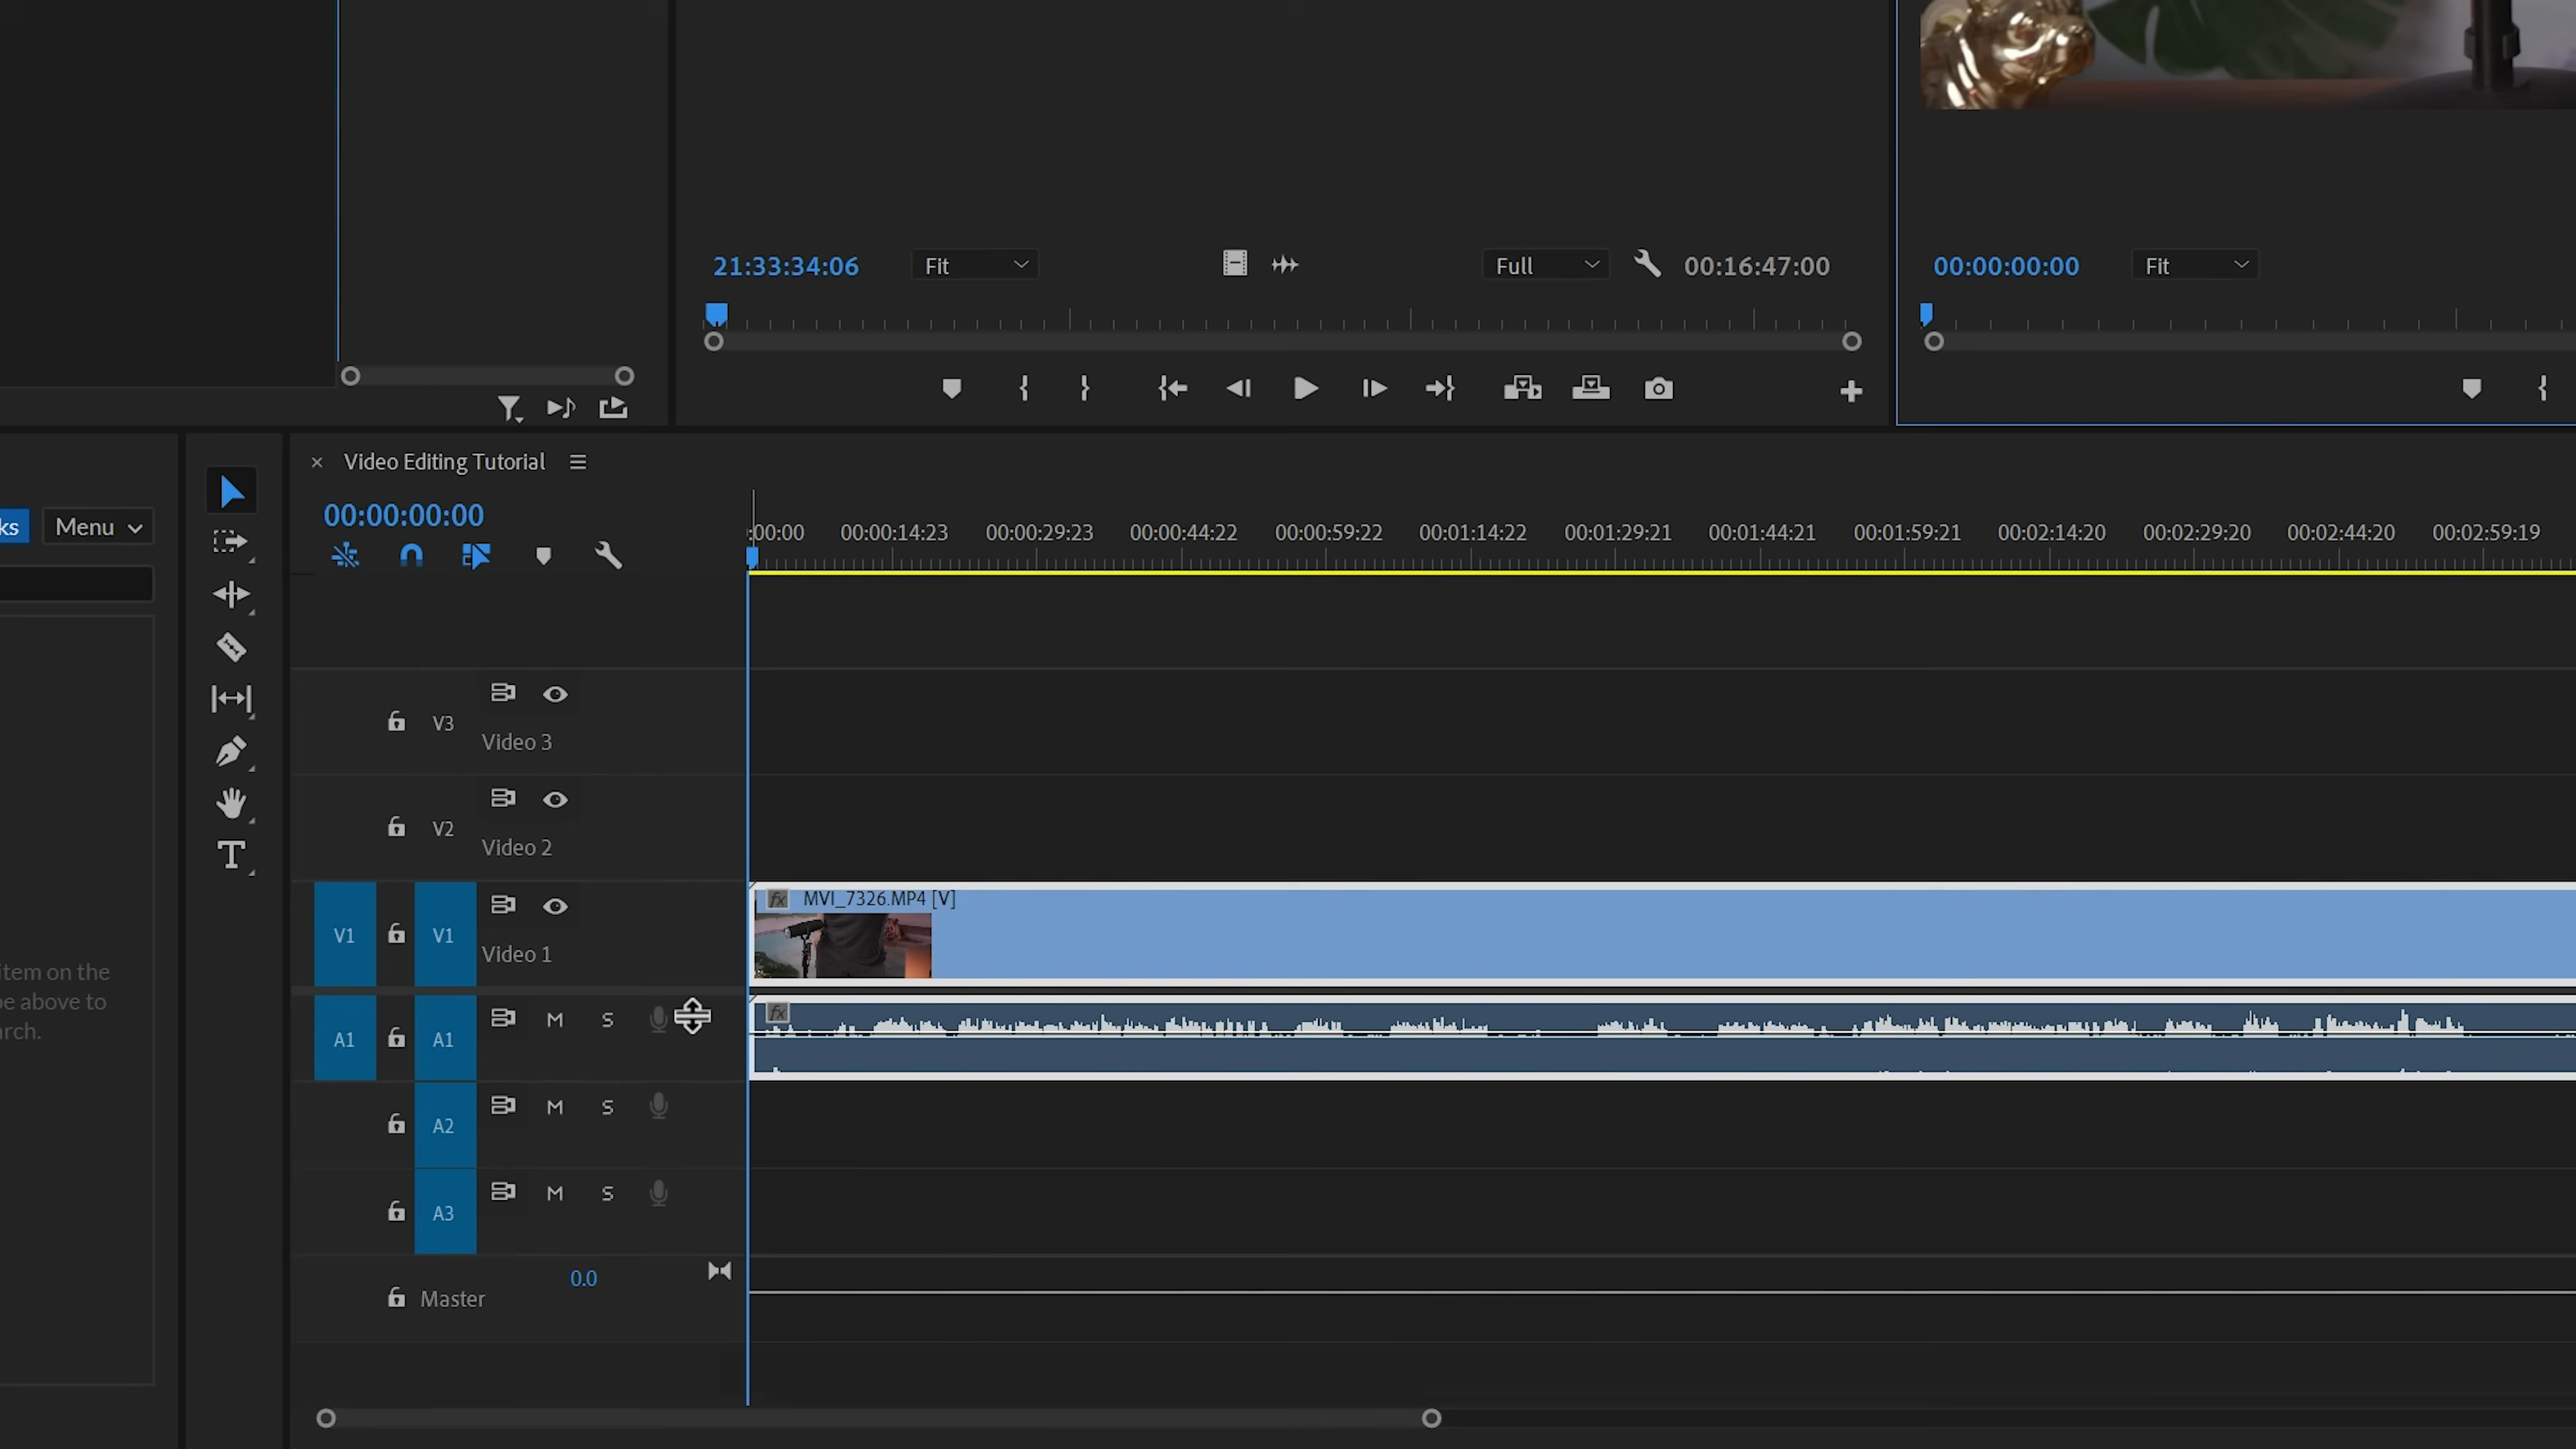 21:33:34:06 Fit Full 00:16:47:00
00:00:00:00 Fit
Video Editing Tutorial
00:00:00:00
ks Menu
:00:00 00:00:14:23 00:00:29:23 00:00:44:22 00:00:59:22 00:01:14:22 00:01:29:21 00:01:44:21 00:01:59:21 00:02:14:20 00:02:29:20 00:02:44:20 00:02:59:19
V3
Video 3
V2
Video 2
V1 V1
Video 1
fx MVI_7326.MP4 [V]
item on the
be above to
arch.
A1 A1 M S
fx
A2 M S
A3 M S
0.0
Master